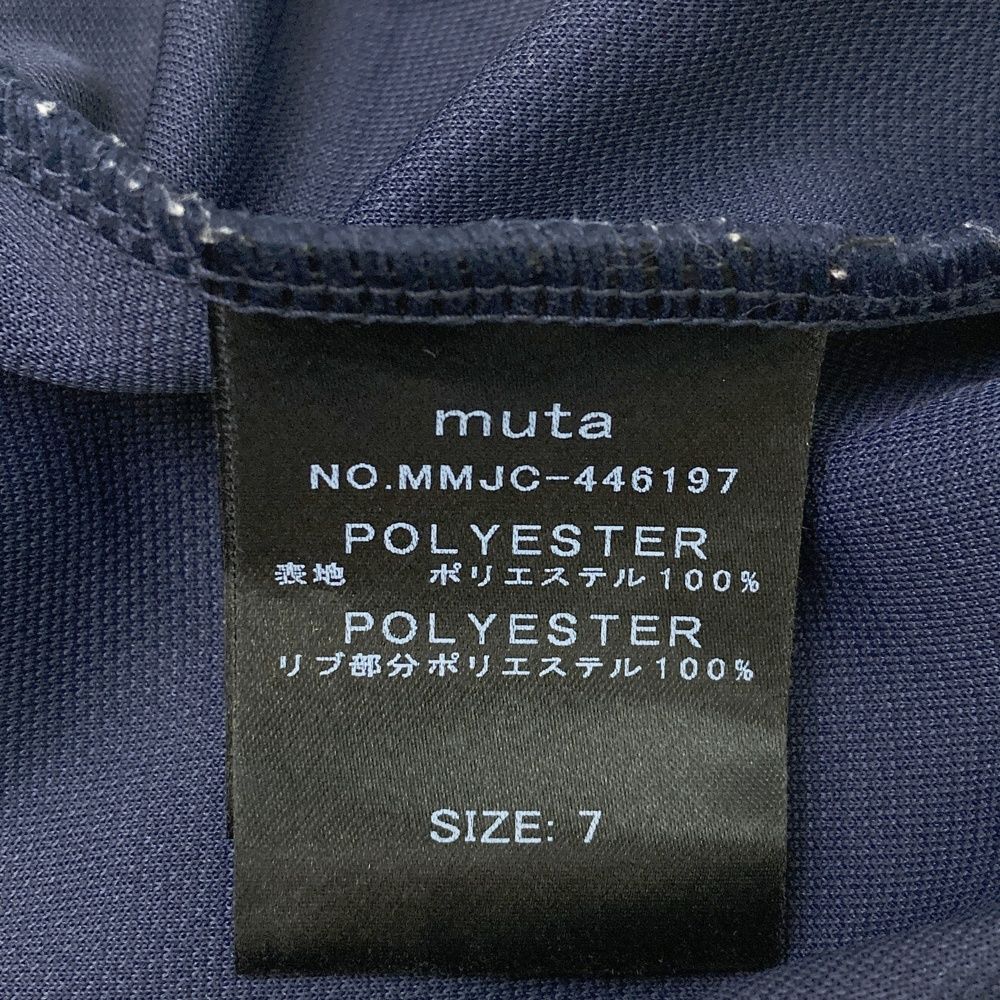 muta
NO.MMJC-446197
POLYESTER
表地 ポリエステル100%
POLYESTER
リブ部分ポリエステル100%
SIZE: 7